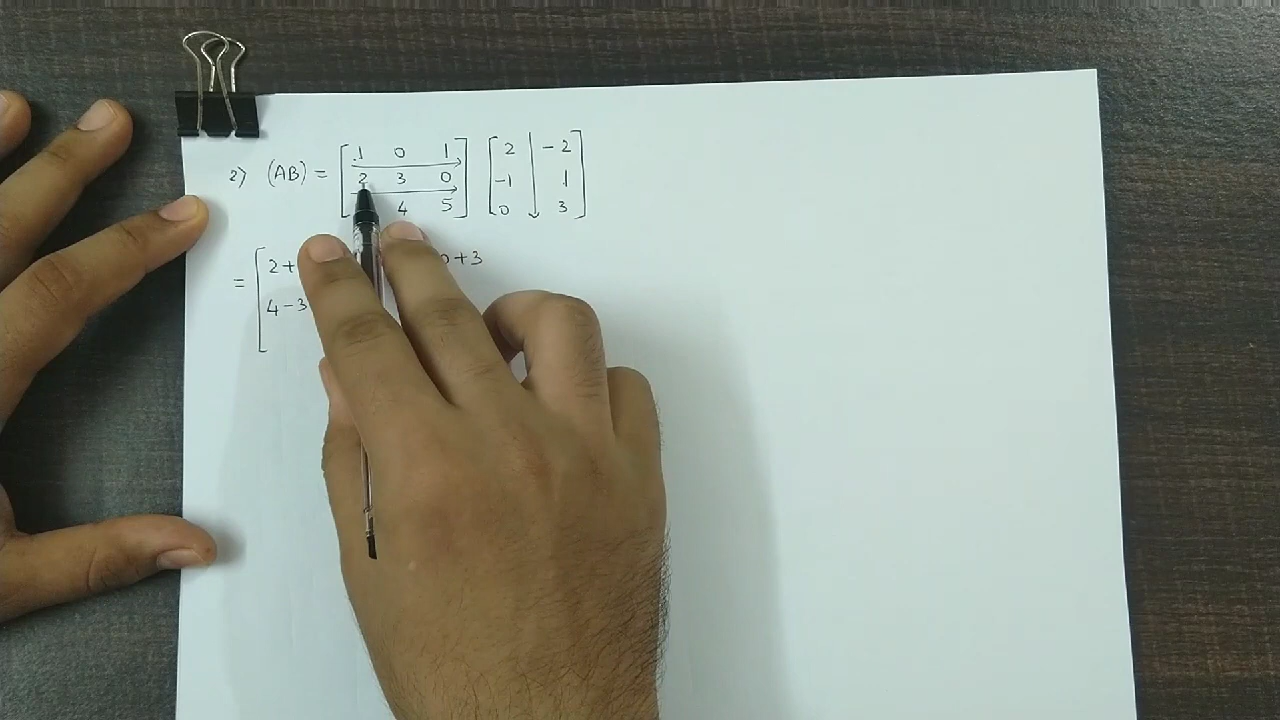 2) (AB) = [ 1 0 1 ] [ 2 | -2 ]
[ 2 3 0 ] [ -1 | 1 ]
[ 4 5 ] [ 0 | 3 ]
= [ 2+ 0+3
4-3